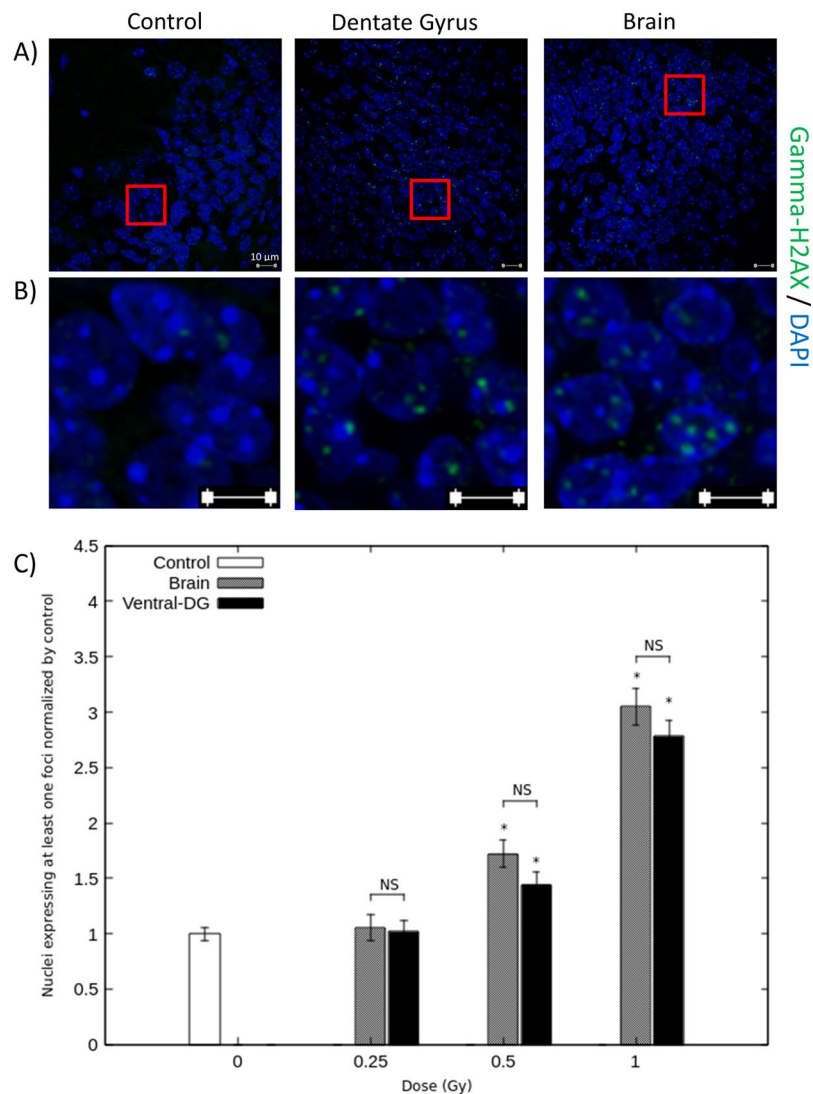 Control
Dentate Gyrus
Brain
A)
10 µm
B)
Gamma-H2AX / DAPI
C)
4.5
4
3.5
3
2.5
2
1.5
1
0.5
0
Nuclei expressing at least one foci normalized by control
Control
Brain
Ventral-DG
NS
NS
* *
NS
* *
0 0.25 0.5 1
Dose (Gy)